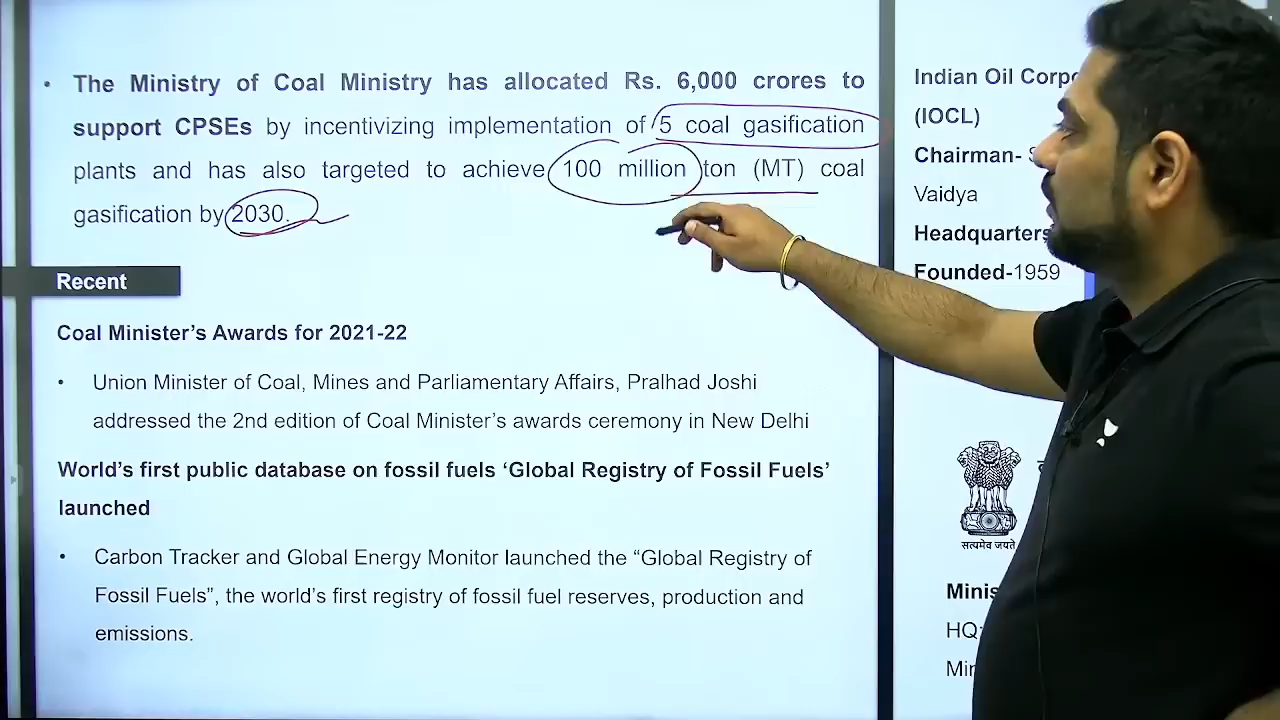 • The Ministry of Coal Ministry has allocated Rs. 6,000 crores to
support CPSEs by incentivizing implementation of 5 coal gasification
plants and has also targeted to achieve 100 million ton (MT) coal
gasification by 2030.
Recent
Coal Minister’s Awards for 2021-22
• Union Minister of Coal, Mines and Parliamentary Affairs, Pralhad Joshi
addressed the 2nd edition of Coal Minister’s awards ceremony in New Delhi
World’s first public database on fossil fuels ‘Global Registry of Fossil Fuels’
launched
• Carbon Tracker and Global Energy Monitor launched the “Global Registry of
Fossil Fuels”, the world’s first registry of fossil fuel reserves, production and
emissions.
Indian Oil
(IOCL)
Chairman-
Vaidya
Headquarters
Founded-1959
सत्यमेव जयते